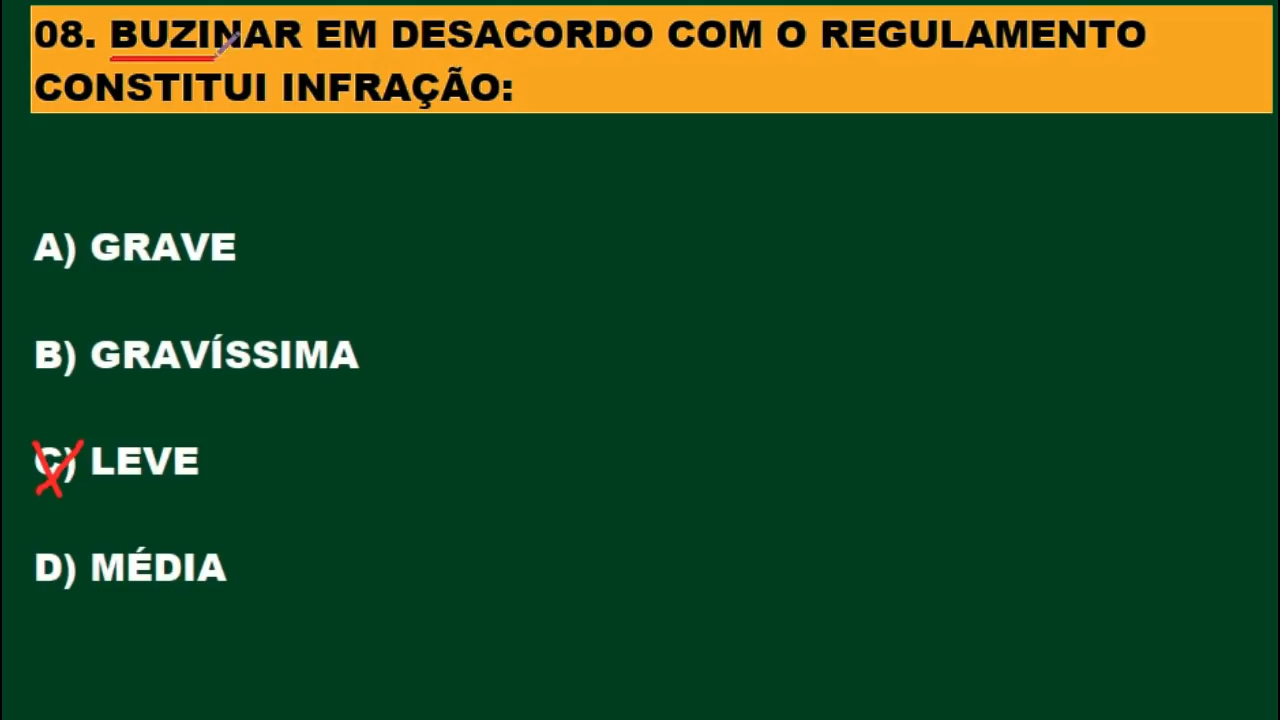 08. BUZINAR EM DESACORDO COM O REGULAMENTO
CONSTITUI INFRAÇÃO:
A) GRAVE
B) GRAVÍSSIMA
C) LEVE
D) MÉDIA